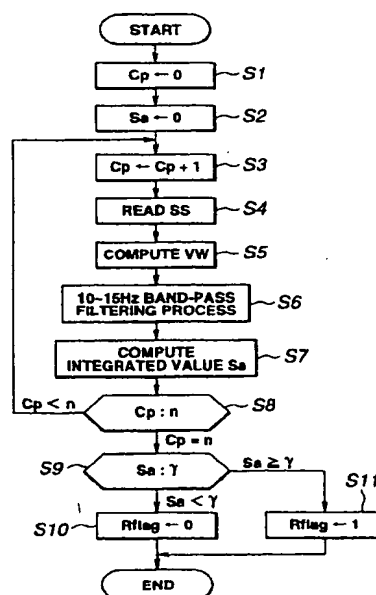 START
Cp ← 0 S1
Sa ← 0 S2
Cp ← Cp + 1 S3
READ SS S4
COMPUTE VW S5
10~15Hz BAND-PASS
FILTERING PROCESS S6
COMPUTE
INTEGRATED VALUE Sa S7
Cp < n
Cp : n S8
Cp = n
S9 Sa : γ Sa ≥ γ
Sa < γ
S10 Rflag ← 0
S11 Rflag ← 1
END